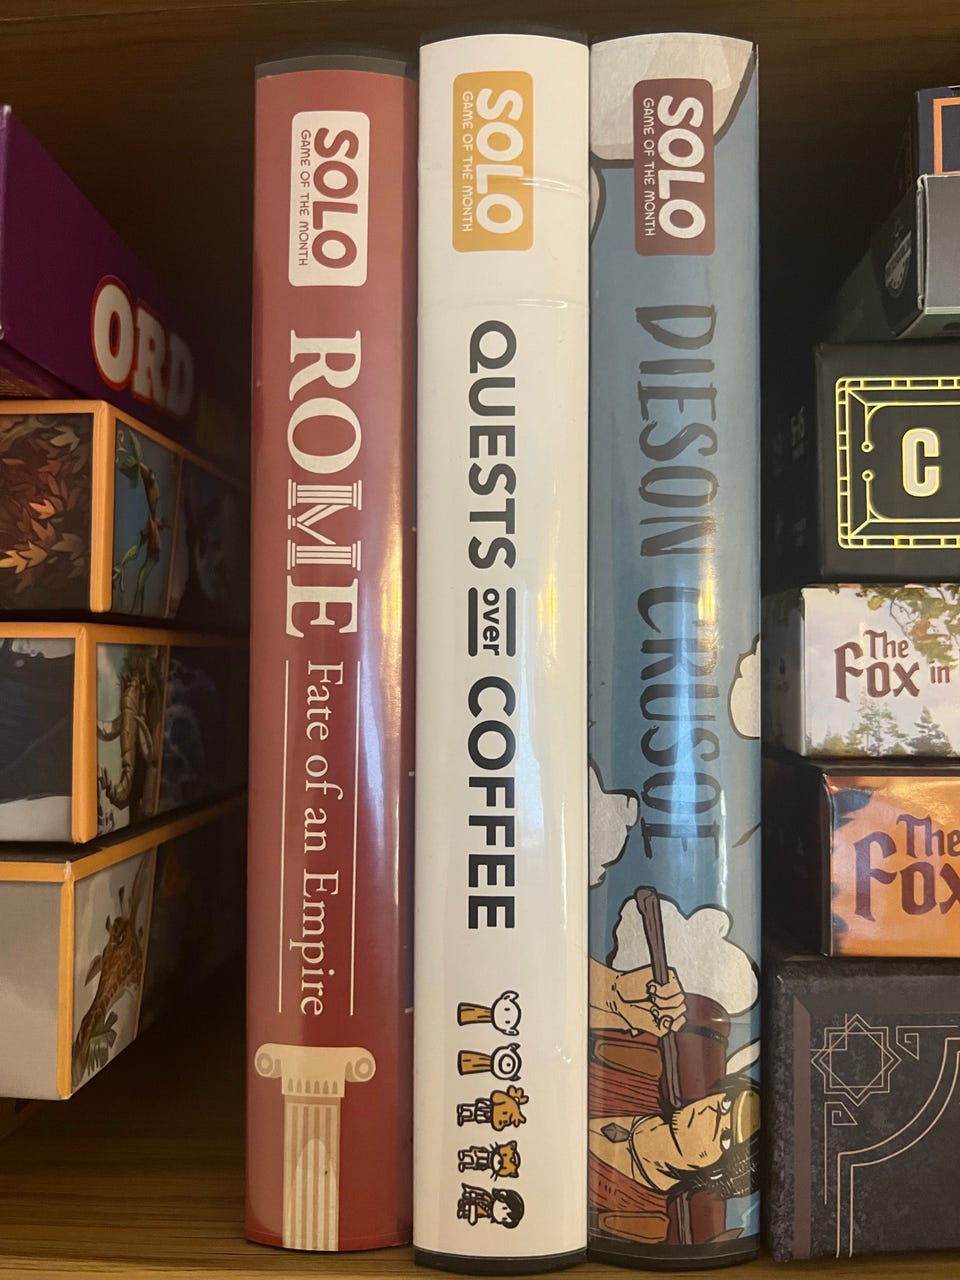 ORD
SOLO
GAME OF THE MONTH
ROME
Fate of an Empire
SOLO
GAME OF THE MONTH
QUESTS over COFFEE
SOLO
GAME OF THE MONTH
DIESON CRUSOE
C
The
Fox in
The
Fox